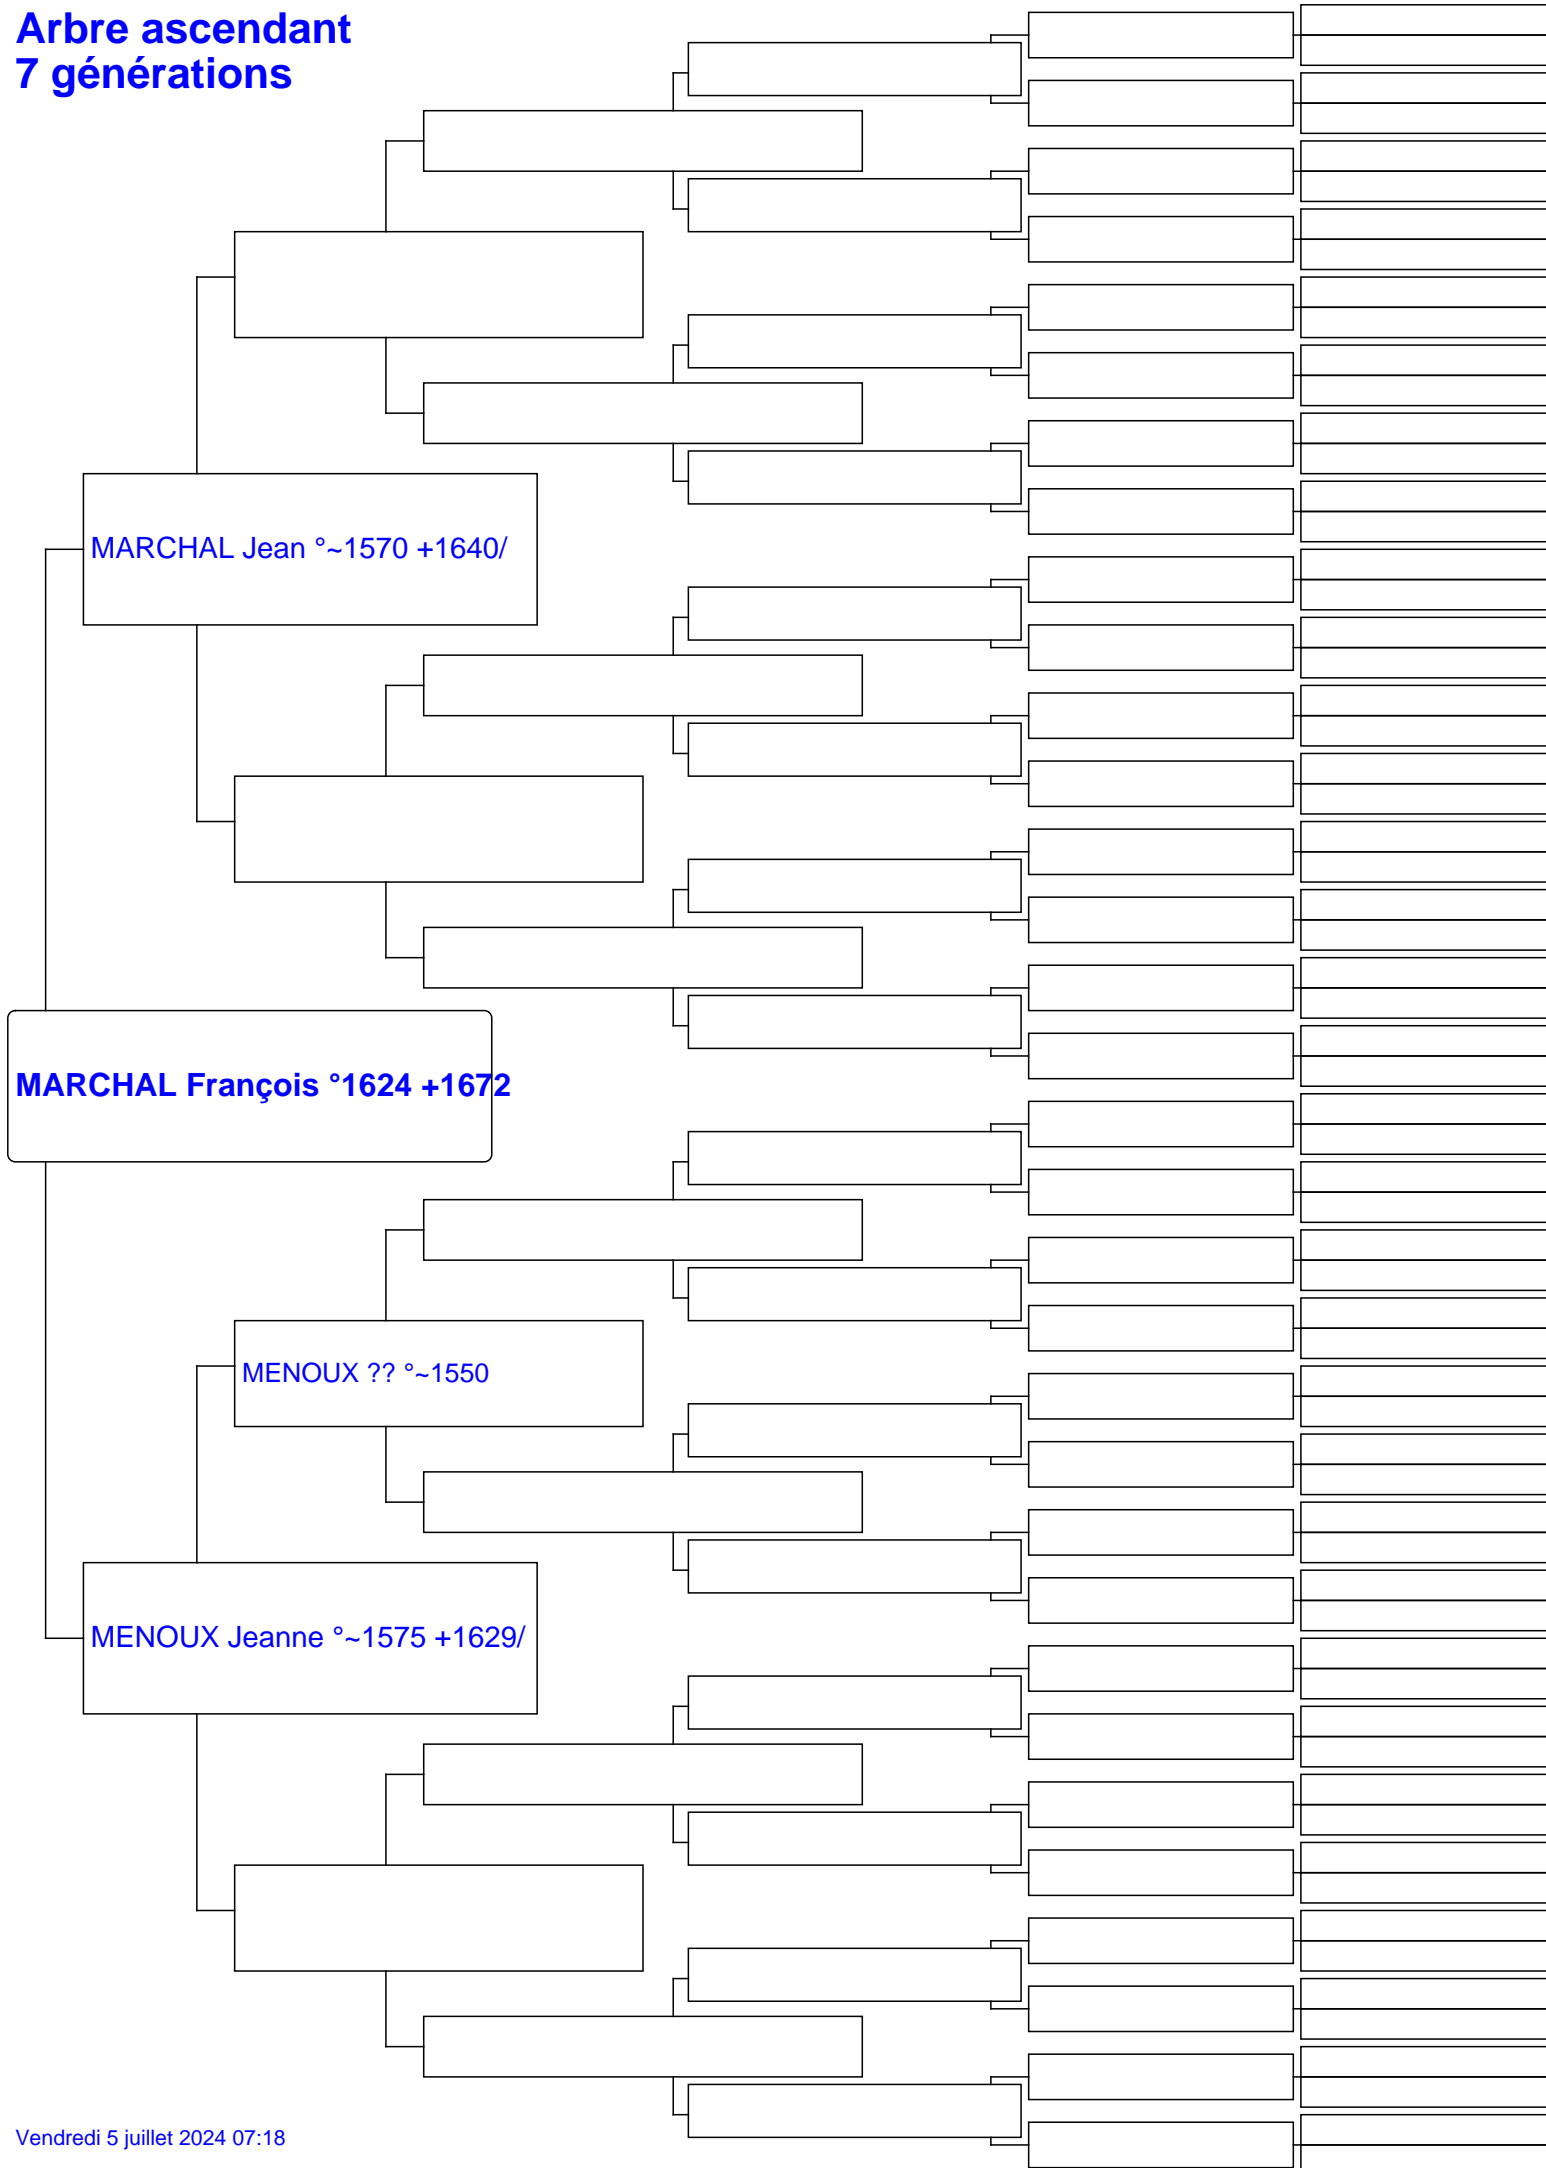 Arbre ascendant
7 générations
MARCHAL Jean °~1570 +1640/
MARCHAL François °1624 +1672
MENOUX ?? °~1550
MENOUX Jeanne °~1575 +1629/
Vendredi 5 juillet 2024 07:18